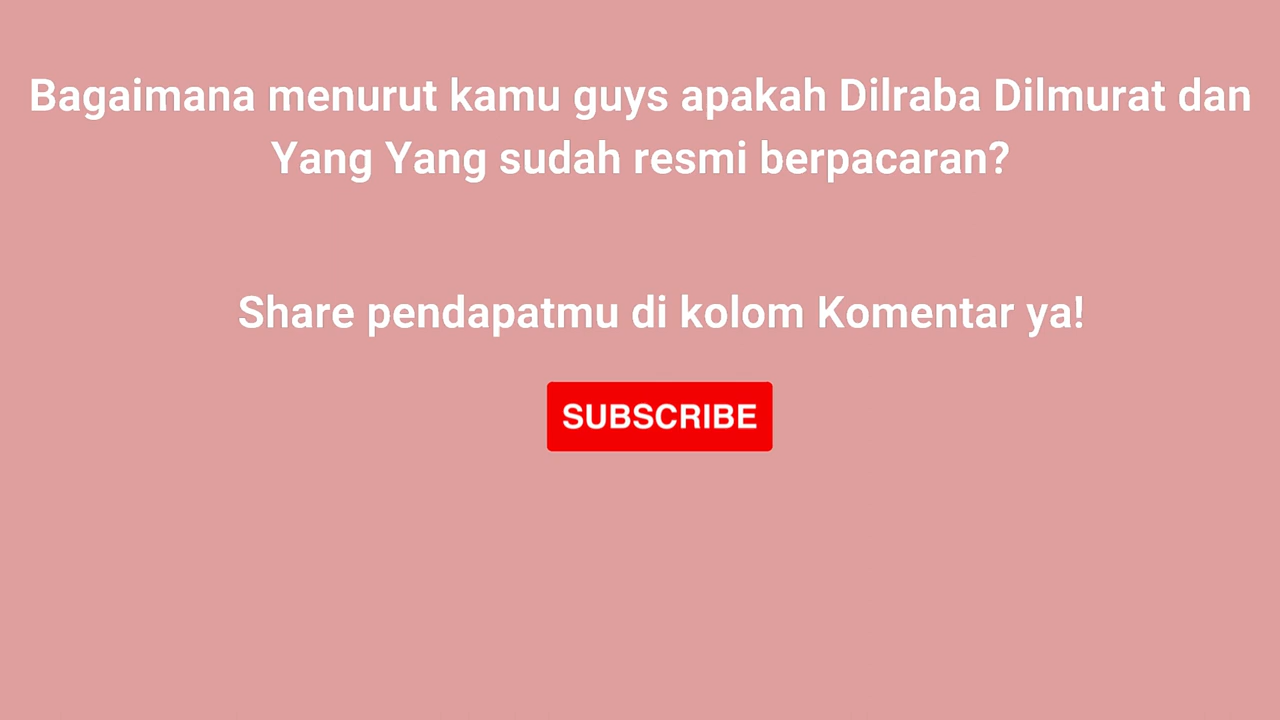 Bagaimana menurut kamu guys apakah Dilraba Dilmurat dan
Yang Yang sudah resmi berpacaran?
Share pendapatmu di kolom Komentar ya!
SUBSCRIBE